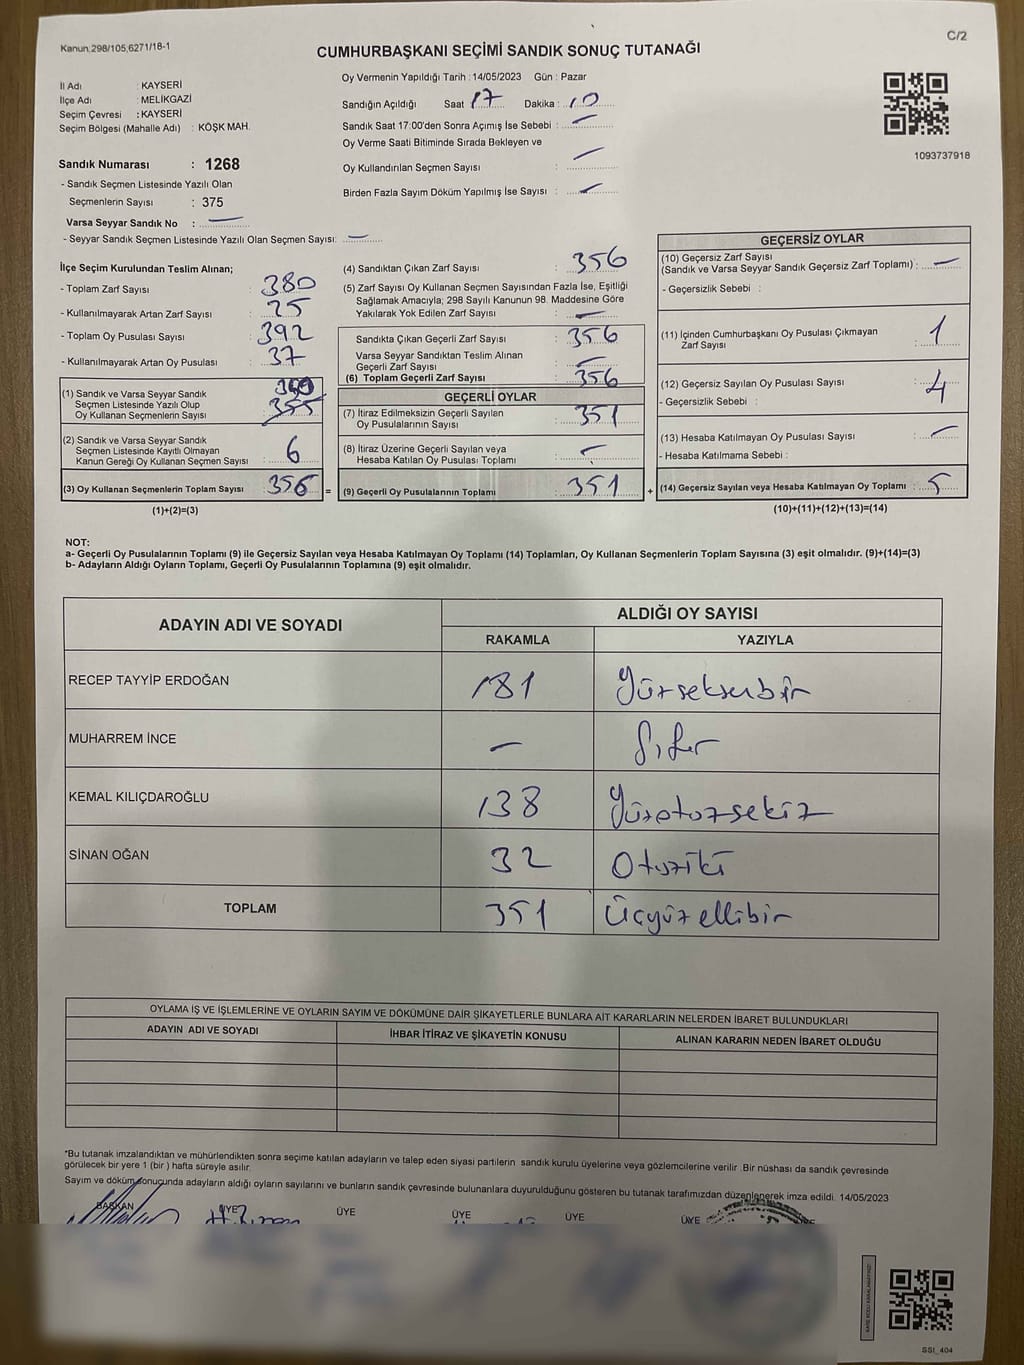 Kanun:298/105,6271/18-1
C/2
CUMHURBAŞKANI SEÇİMİ SANDIK SONUÇ TUTANAĞI
İl Adı : KAYSERİ
İlçe Adı : MELİKGAZİ
Seçim Çevresi : KAYSERİ
Seçim Bölgesi (Mahalle Adı) : KÖŞK MAH.
Sandık Numarası : 1268
- Sandık Seçmen Listesinde Yazılı Olan
Seçmenlerin Sayısı : 375
Varsa Seyyar Sandık No : —
- Seyyar Sandık Seçmen Listesinde Yazılı Olan Seçmen Sayısı: —
Oy Vermenin Yapıldığı Tarih : 14/05/2023 Gün : Pazar
Sandığın Açıldığı Saat : 17 Dakika : 10
Sandık Saat 17:00'den Sonra Açımış İse Sebebi : —
Oy Verme Saati Bitiminde Sırada Bekleyen ve
Oy Kullandırılan Seçmen Sayısı : —
Birden Fazla Sayım Döküm Yapılmış İse Sayısı : —
1093737918
İlçe Seçim Kurulundan Teslim Alınan;
- Toplam Zarf Sayısı : 380
- Kullanılmayarak Artan Zarf Sayısı : 25
- Toplam Oy Pusulası Sayısı : 392
- Kullanılmayarak Artan Oy Pusulası : 37
(1) Sandık ve Varsa Seyyar Sandık
Seçmen Listesinde Yazılı Olup
Oy Kullanan Seçmenlerin Sayısı : 355
(2) Sandık ve Varsa Seyyar Sandık
Seçmen Listesinde Kayıtlı Olmayan
Kanun Gereği Oy Kullanan Seçmen Sayısı : 6
(3) Oy Kullanan Seçmenlerin Toplam Sayısı : 356 =
(1)+(2)=(3)
(4) Sandıktan Çıkan Zarf Sayısı : 356
(5) Zarf Sayısı Oy Kullanan Seçmen Sayısından Fazla İse, Eşitliği
Sağlamak Amacıyla; 298 Sayılı Kanunun 98. Maddesine Göre
Yakılarak Yok Edilen Zarf Sayısı : —
Sandıkta Çıkan Geçerli Zarf Sayısı : 356
Varsa Seyyar Sandıktan Teslim Alınan
Geçerli Zarf Sayısı : —
(6) Toplam Geçerli Zarf Sayısı : 356
GEÇERLİ OYLAR
(7) İtiraz Edilmeksizin Geçerli Sayılan
Oy Pusulalarının Sayısı : 351
(8) İtiraz Üzerine Geçerli Sayılan veya
Hesaba Katılan Oy Pusulası Toplamı : —
(9) Geçerli Oy Pusulalarının Toplamı : 351 +
GEÇERSİZ OYLAR
(10) Geçersiz Zarf Sayısı
(Sandık ve Varsa Seyyar Sandık Geçersiz Zarf Toplamı) : —
- Geçersizlik Sebebi :
(11) İçinden Cumhurbaşkanı Oy Pusulası Çıkmayan
Zarf Sayısı : 1
(12) Geçersiz Sayılan Oy Pusulası Sayısı : 4
- Geçersizlik Sebebi :
(13) Hesaba Katılmayan Oy Pusulası Sayısı : —
- Hesaba Katılmama Sebebi :
(14) Geçersiz Sayılan veya Hesaba Katılmayan Oy Toplamı : 5
(10)+(11)+(12)+(13)=(14)
NOT:
a- Geçerli Oy Pusulalarının Toplamı (9) ile Geçersiz Sayılan veya Hesaba Katılmayan Oy Toplamı (14) Toplamları, Oy Kullanan Seçmenlerin Toplam Sayısına (3) eşit olmalıdır. (9)+(14)=(3)
b- Adayların Aldığı Oyların Toplamı, Geçerli Oy Pusulalarının Toplamına (9) eşit olmalıdır.
ADAYIN ADI VE SOYADI
ALDIĞI OY SAYISI
RAKAMLA YAZIYLA
RECEP TAYYİP ERDOĞAN 181 Yüzseksenbir
MUHARREM İNCE — Sıfır
KEMAL KILIÇDAROĞLU 138 Yüzotuzsekiz
SİNAN OĞAN 32 Otuziki
TOPLAM 351 Üçyüzellibir
OYLAMA İŞ VE İŞLEMLERİNE VE OYLARIN SAYIM VE DÖKÜMÜNE DAİR ŞİKAYETLERLE BUNLARA AİT KARARLARIN NELERDEN İBARET BULUNDUKLARI
ADAYIN ADI VE SOYADI İHBAR İTİRAZ VE ŞİKAYETİN KONUSU ALINAN KARARIN NEDEN İBARET OLDUĞU
*Bu tutanak imzalandıktan ve mühürlendikten sonra seçime katılan adayların ve talep eden siyasi partilerin sandık kurulu üyelerine veya gözlemcilerine verilir .Bir nüshası da sandık çevresinde
görülecek bir yere 1 (bir ) hafta süreyle asılır.
Sayım ve döküm sonucunda adayların aldığı oyların sayılarını ve bunların sandık çevresinde bulunanlara duyurulduğunu gösteren bu tutanak tarafımızdan düzenlenerek imza edildi. 14/05/2023
BAŞKAN ÜYE ÜYE ÜYE ÜYE ÜYE
SSI_404